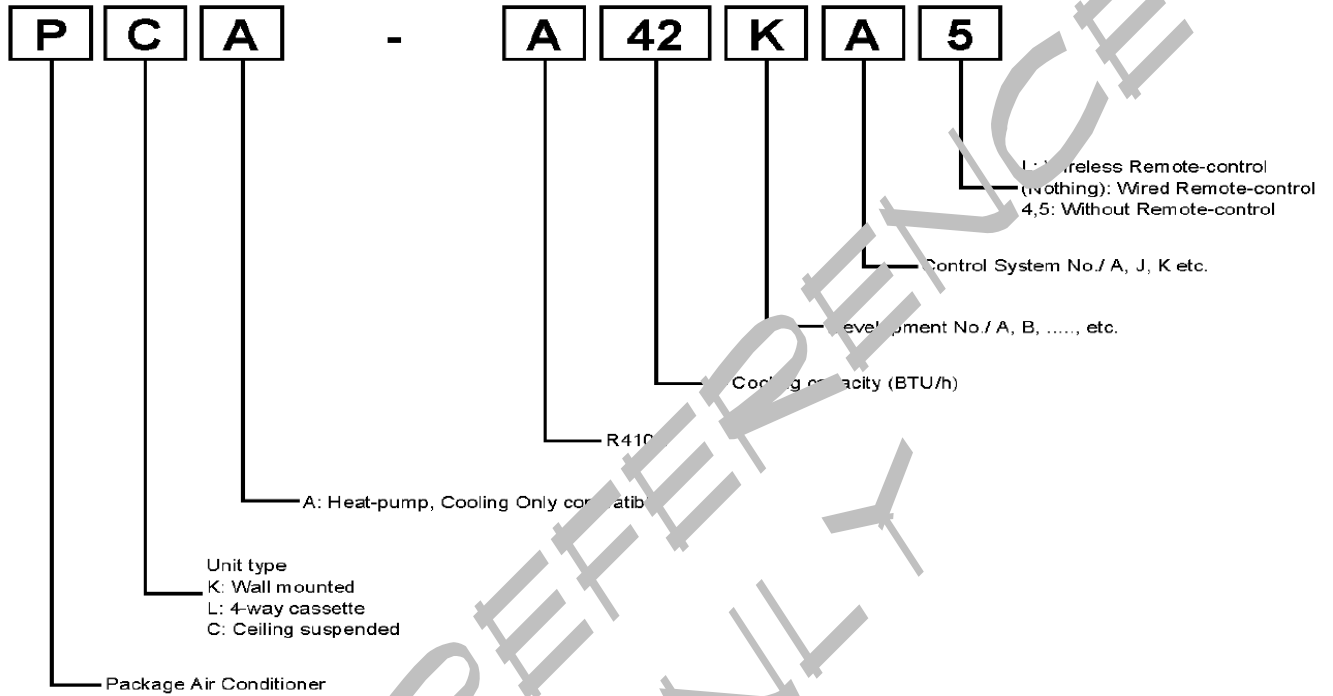 P C A - A 42 K A 5
L: Wireless Remote-control
(Nothing): Wired Remote-control
4,5: Without Remote-control
Control System No./ A, J, K etc.
Development No./ A, B, ....., etc.
Cooling capacity (BTU/h)
R410
A: Heat-pump, Cooling Only compatible
Unit type
K: Wall mounted
L: 4-way cassette
C: Ceiling suspended
Package Air Conditioner
REFERENCE
ONLY